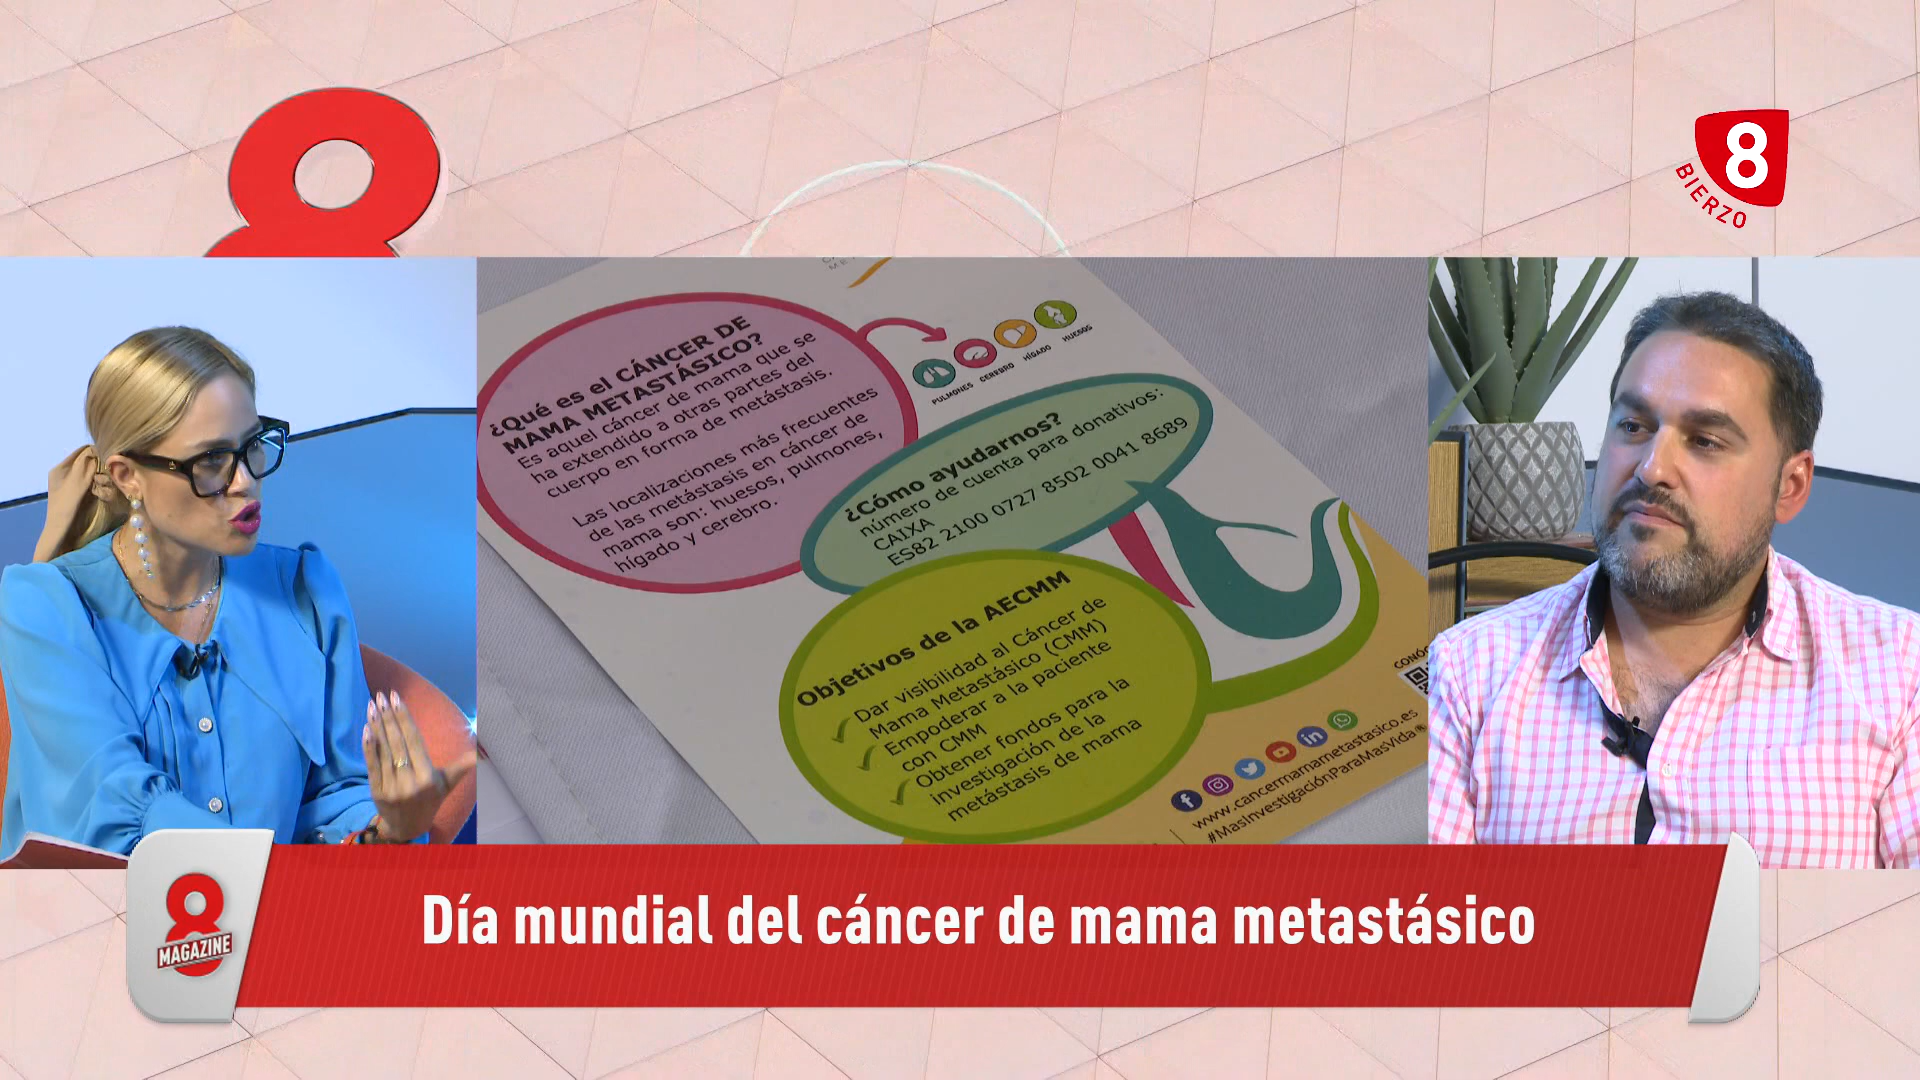 8
BIERZO
¿Qué es el CÁNCER DE
MAMA METASTÁSICO?
Es aquel cáncer de mama que se
ha extendido a otras partes del
cuerpo en forma de metástasis.
Las localizaciones más frecuentes
de las metástasis en cáncer de
mama son: huesos, pulmones,
hígado y cerebro.
PULMONES CEREBRO HÍGADO HUESOS
¿Cómo ayudarnos?
número de cuenta para donativos:
CAIXA
ES82 2100 0727 8502 0041 8689
Objetivos de la AECMM
Dar visibilidad al Cáncer de
Mama Metastásico (CMM)
Empoderar a la paciente
con CMM
Obtener fondos para la
investigación de la
metástasis de mama
www.cancermamametastasico.es
#MasInvestigaciónParaMasVida®
8
MAGAZINE
Día mundial del cáncer de mama metastásico